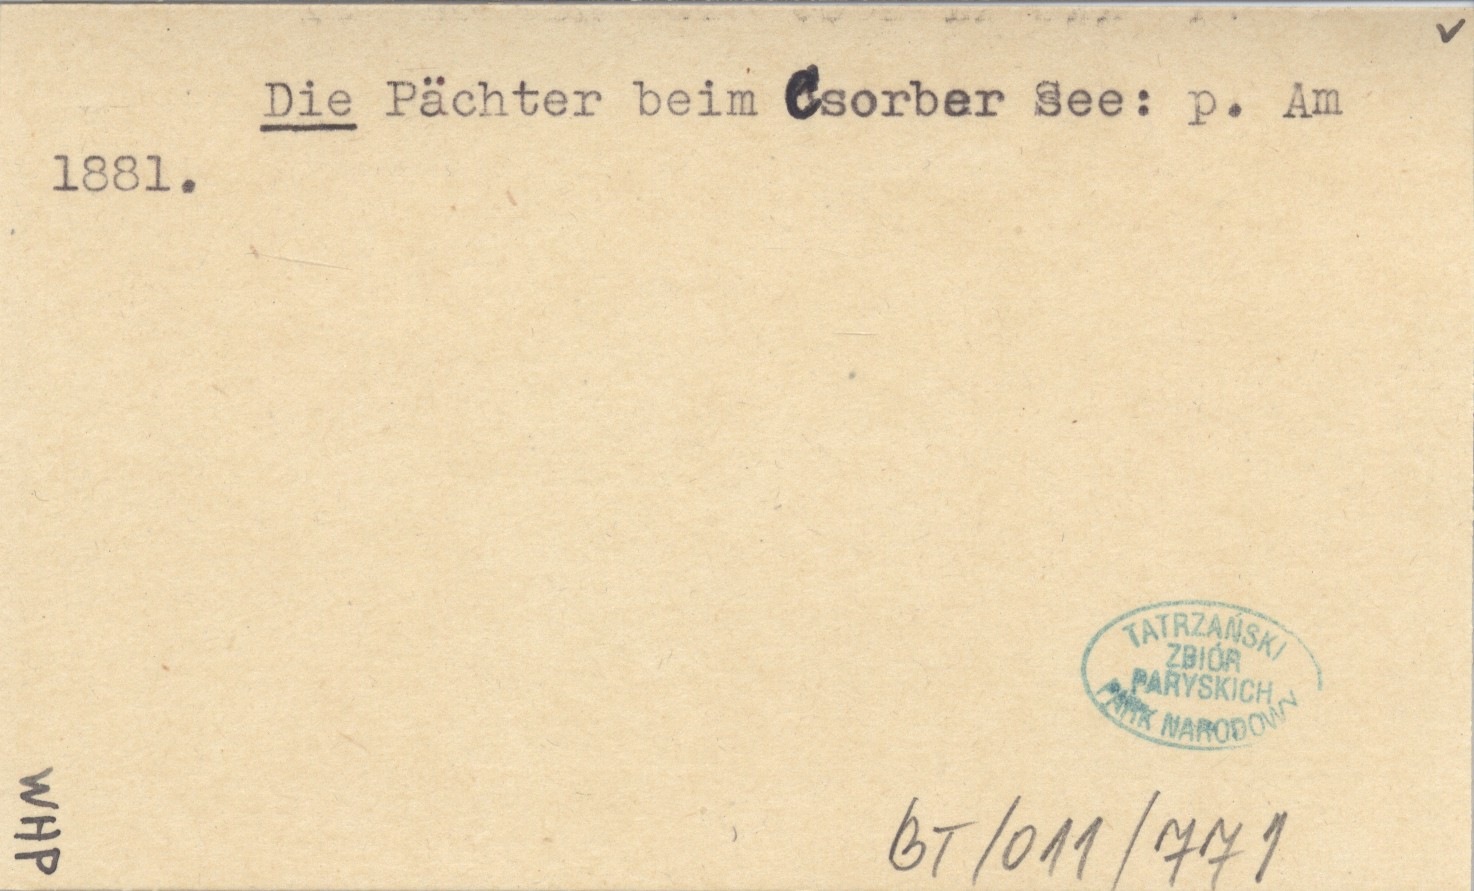 Die Pächter beim Csorber See: p. Am
1881.
TATRZAŃSKI
ZBIÓR
PARYSKICH
PARK NARODOWY
BT/011/771
WHP